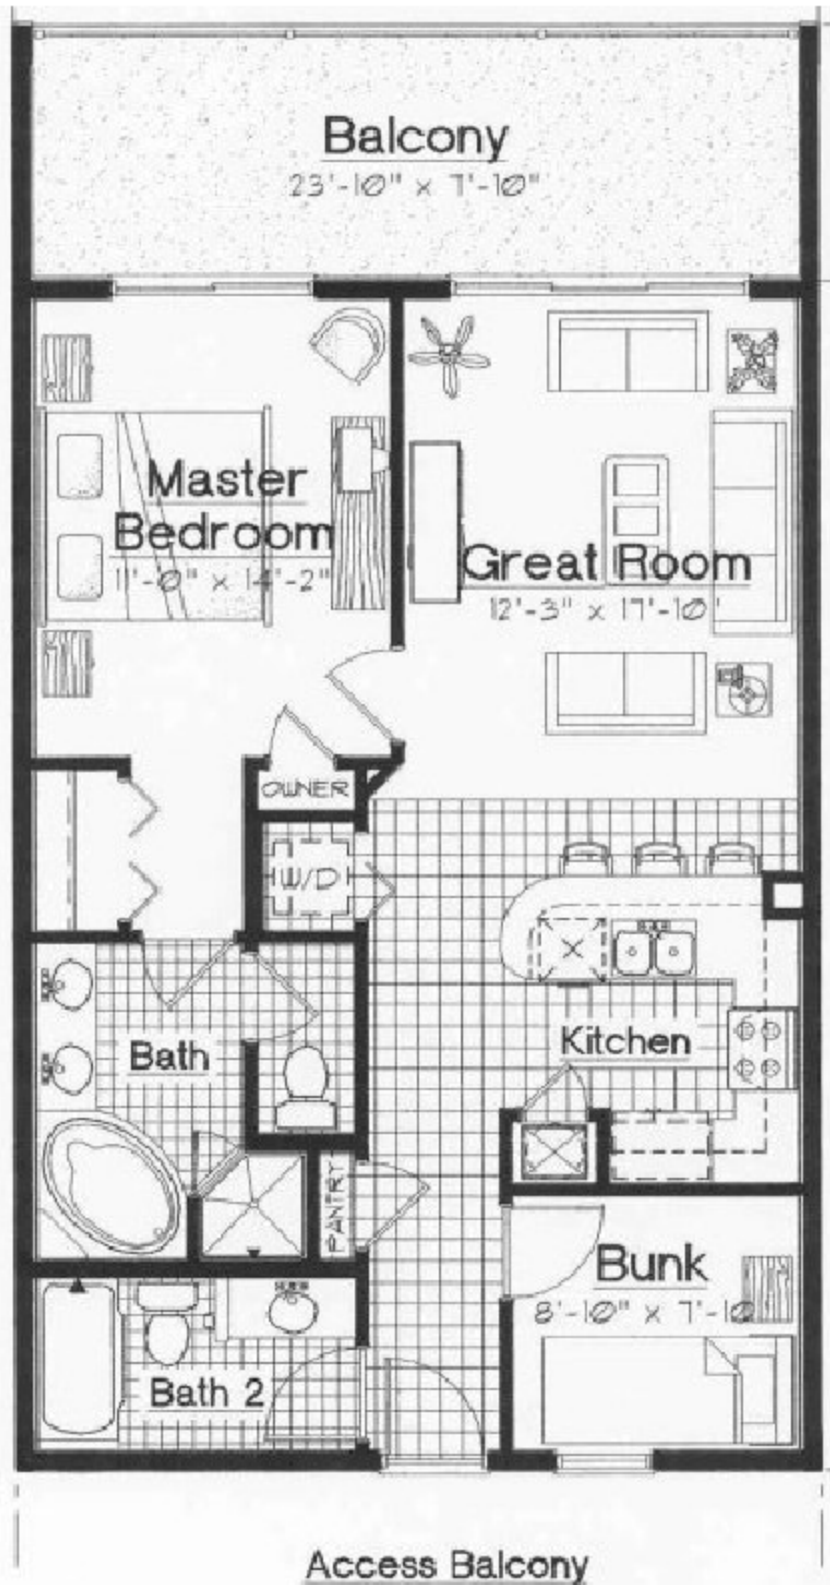 Balcony
23'-10" x 7'-10"
Master
Bedroom
11'-0" x 14'-2"
Great Room
12'-3" x 17'-10"
OWNER
W/D
Bath
Kitchen
PANTRY
Bunk
8'-10" x 7'-10
Bath 2
Access Balcony